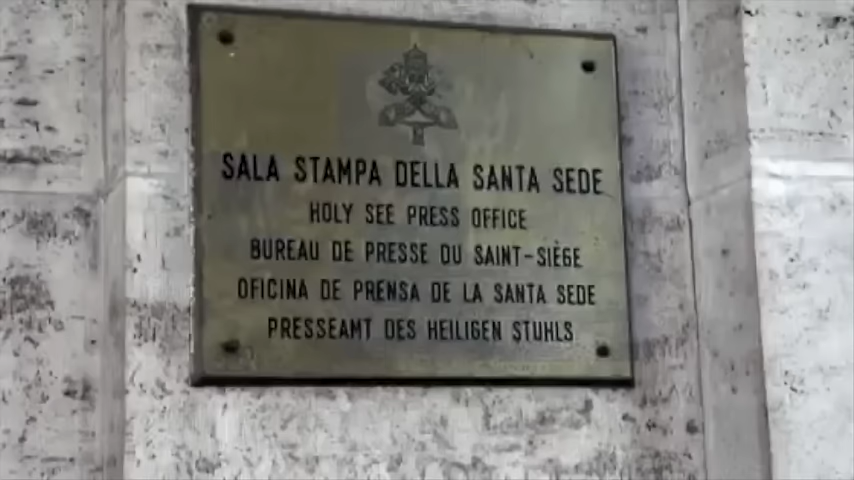 SALA STAMPA DELLA SANTA SEDE
HOLY SEE PRESS OFFICE
BUREAU DE PRESSE DU SAINT-SIÈGE
OFICINA DE PRENSA DE LA SANTA SEDE
PRESSEAMT DES HEILIGEN STUHLS